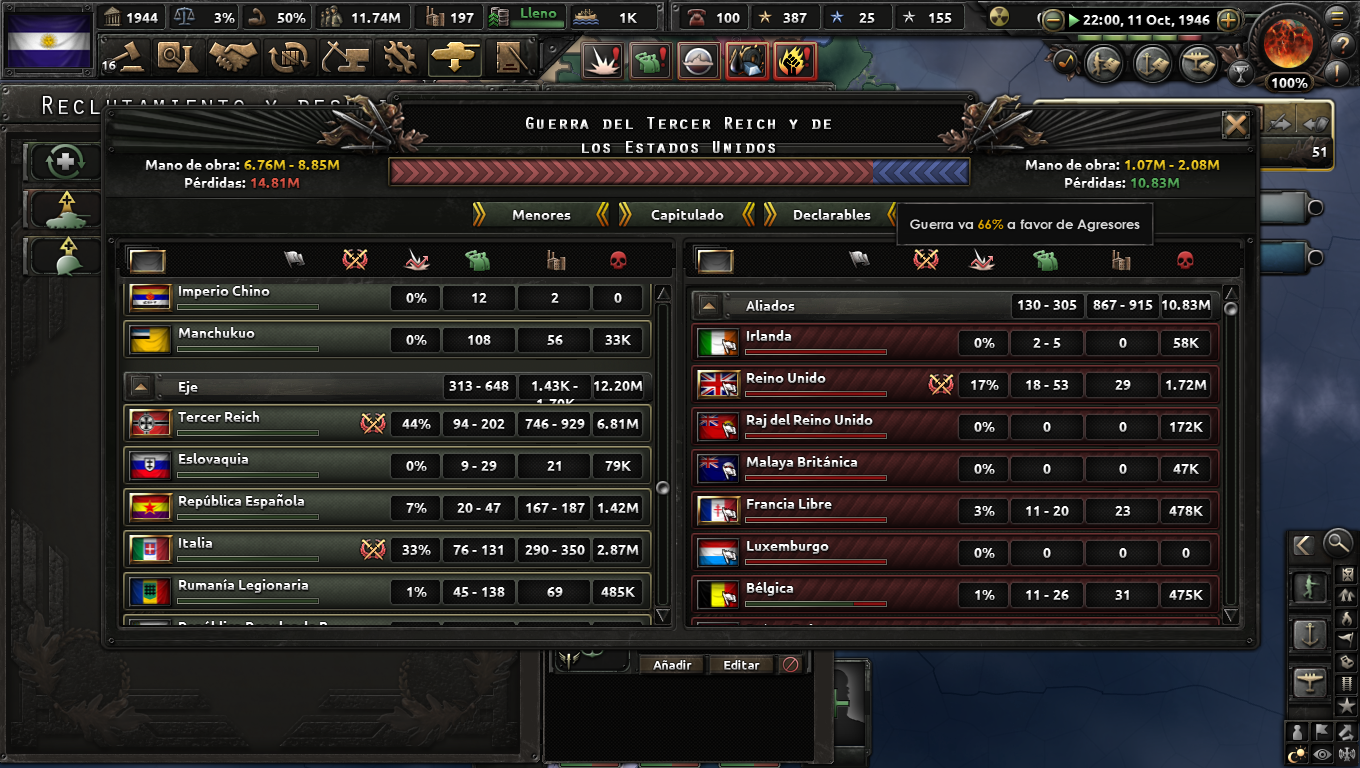 1944 3% 50% 11.74M 197 Lleno 1K 100 387 25 155 22:00, 11 Oct, 1946
16
100%
Guerra del Tercer Reich y de
los Estados Unidos
51
Mano de obra: 6.76M - 8.85M
Pérdidas: 14.81M
Mano de obra: 1.07M - 2.08M
Pérdidas: 10.83M
Menores Capitulado Declarables
Guerra va 66% a favor de Agresores
Imperio Chino 0% 12 2 0
Manchukuo 0% 108 56 33K
Eje 313 - 648 1.43K - 12.20M
Tercer Reich 44% 94 - 202 746 - 929 6.81M
Eslovaquia 0% 9 - 29 21 79K
República Española 7% 20 - 47 167 - 187 1.42M
Italia 33% 76 - 131 290 - 350 2.87M
Rumanía Legionaria 1% 45 - 138 69 485K
Aliados 130 - 305 867 - 915 10.83M
Irlanda 0% 2 - 5 0 58K
Reino Unido 17% 18 - 53 29 1.72M
Raj del Reino Unido 0% 0 0 172K
Malaya Británica 0% 0 0 47K
Francia Libre 3% 11 - 20 23 478K
Luxemburgo 0% 0 0 0
Bélgica 1% 11 - 26 31 475K
Añadir Editar